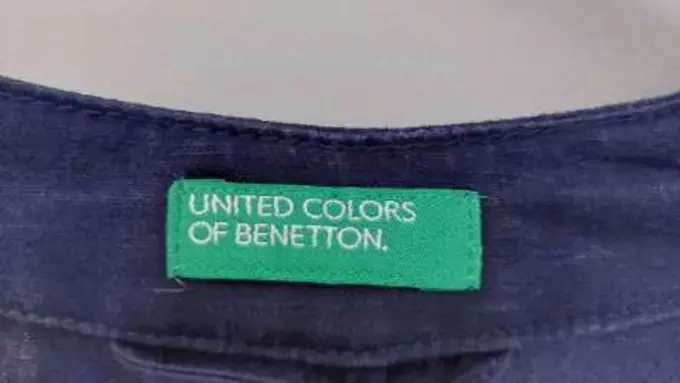 UNITED COLORS
OF BENETTON.